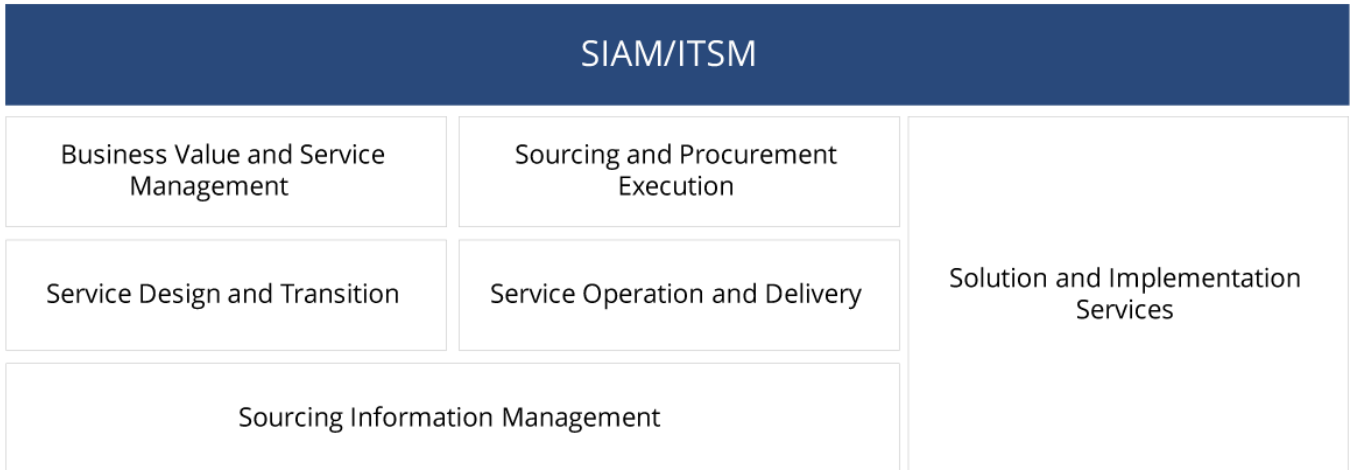 SIAM/ITSM
Business Value and Service
Management
Sourcing and Procurement
Execution
Service Design and Transition
Service Operation and Delivery
Solution and Implementation
Services
Sourcing Information Management